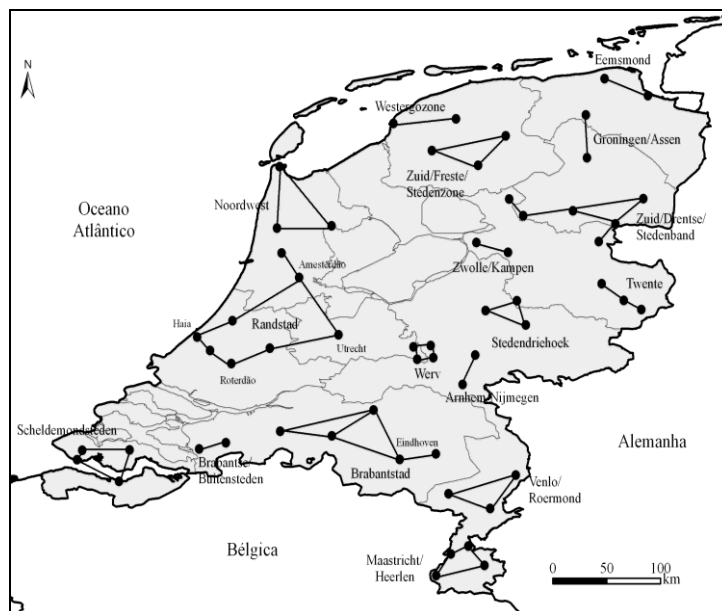 N
Eemsmond
Westergozone
Groningen/Assen
Zuid/Freste/
Stedenzone
Noordwest
Oceano
Atlântico
Zuid/Drentse/
Stedenband
Zwolle/Kampen
Amesterdão
Twente
Haia
Randstad
Utrecht
Stedendriehoek
Roterdão
Werv
Arnhem-Nijmegen
Scheldemondsteden
Eindhoven
Alemanha
Brabantse/
Buitensteden
Brabantstad
Venlo/
Roermond
Bélgica
Maastricht/
Heerlen
0 50 100
km